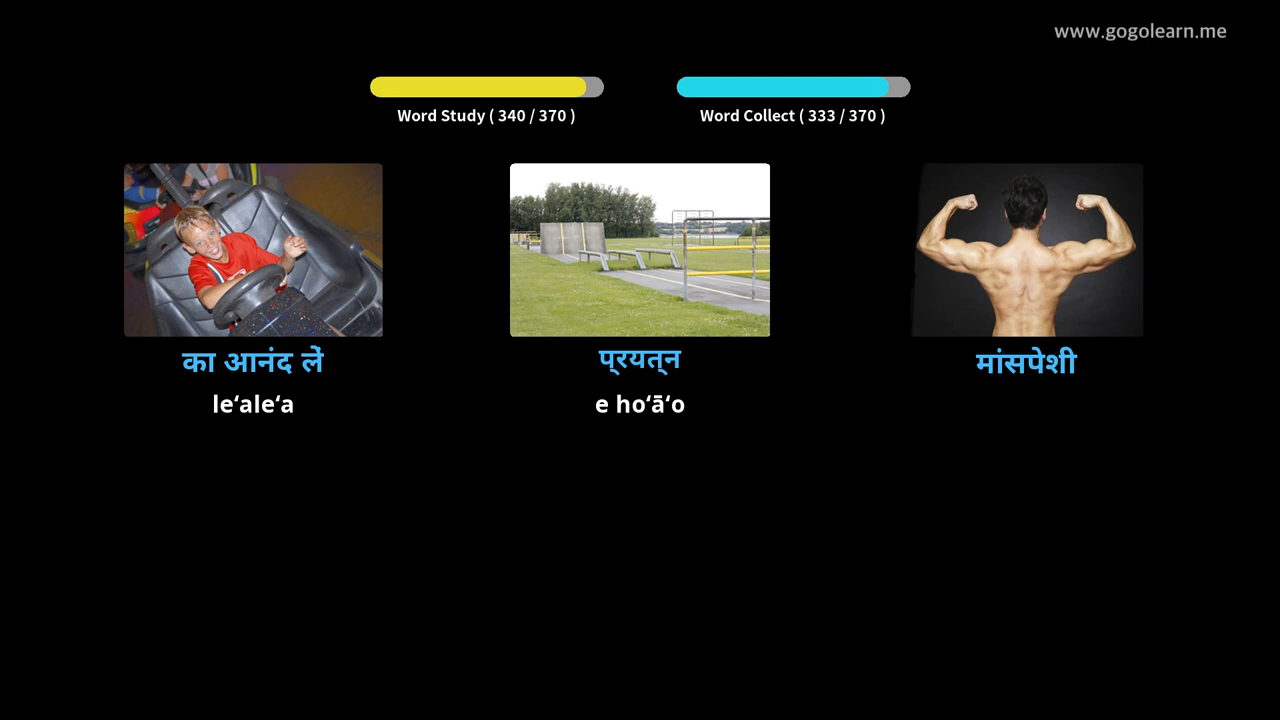 www.gogolearn.me
Word Study ( 340 / 370 )
Word Collect ( 333 / 370 )
का आनंद लें
प्रयत्न
मांसपेशी
leʻaleʻa
e hoʻāʻo